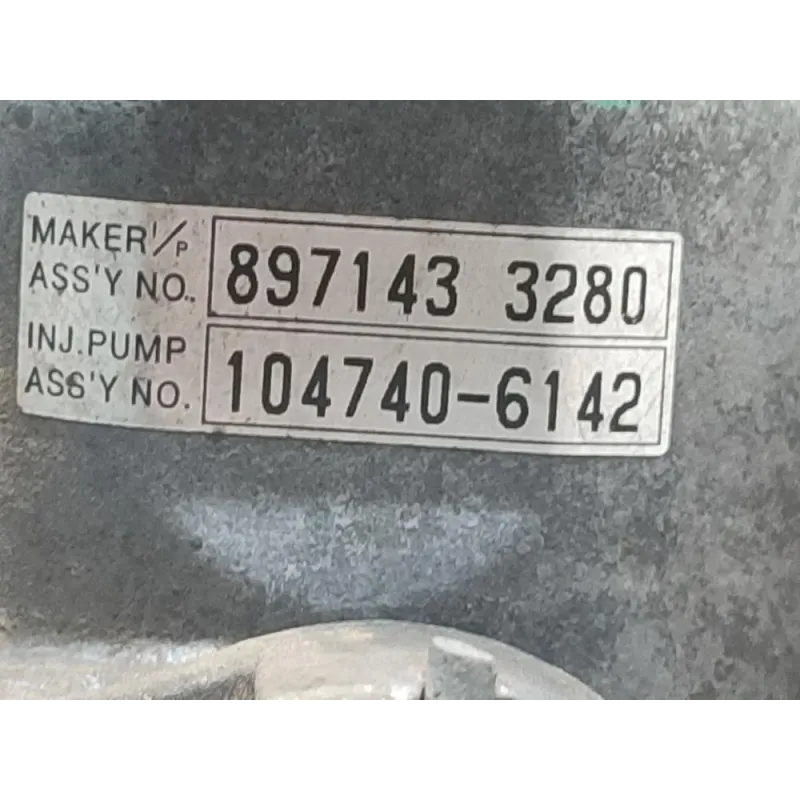 MAKER I/P
ASS'Y NO. 897143 3280
INJ.PUMP
ASS'Y NO. 104740-6142